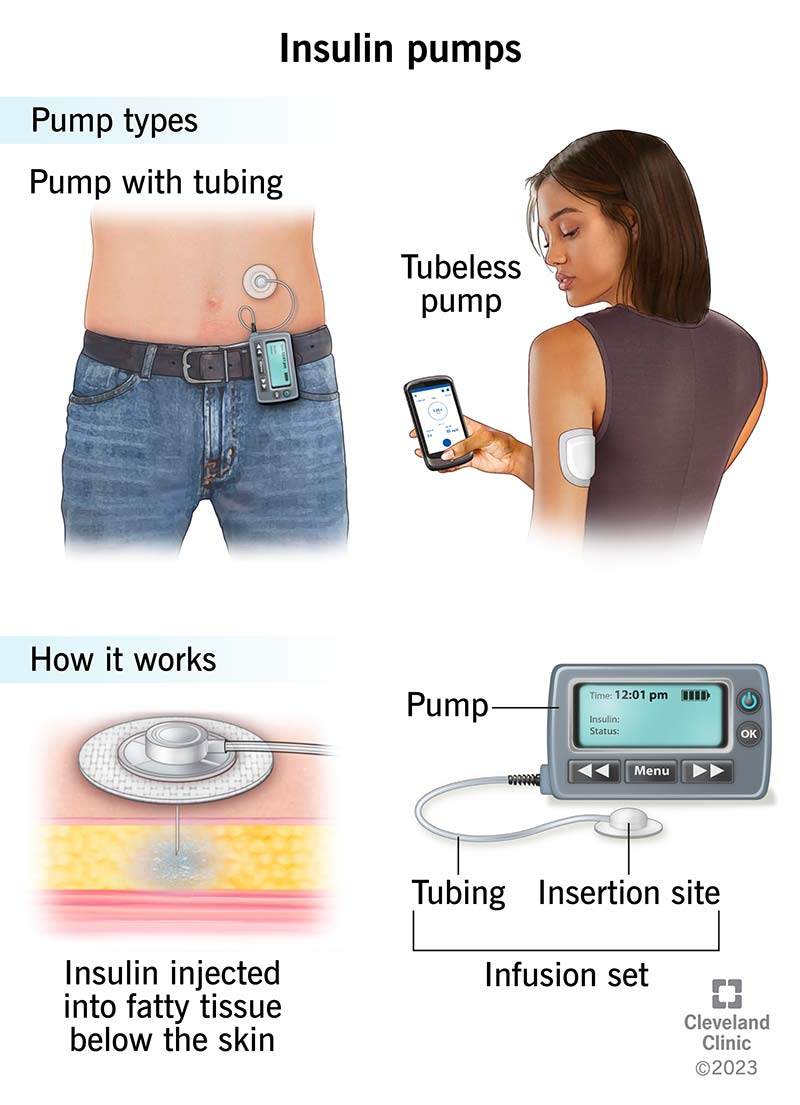 Insulin pumps
Pump types
Pump with tubing
Tubeless
pump
How it works
Pump
Time: 12:01 pm
Insulin:
Status:
OK
Menu
Tubing
Insertion site
Infusion set
Insulin injected
into fatty tissue
below the skin
Cleveland
Clinic
©2023